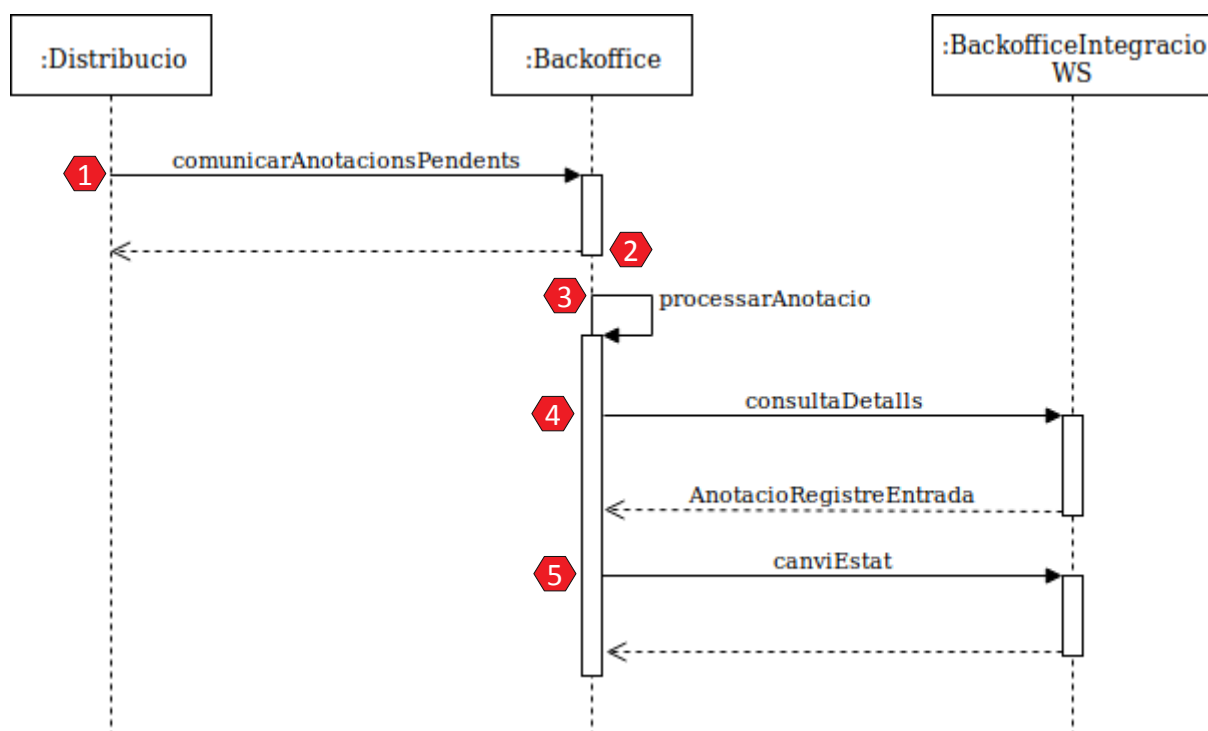 :Distribucio
:Backoffice
:BackofficeIntegracio
WS
1
comunicarAnotacionsPendents
2
3
processarAnotacio
4
consultaDetalls
AnotacioRegistreEntrada
5
canviEstat